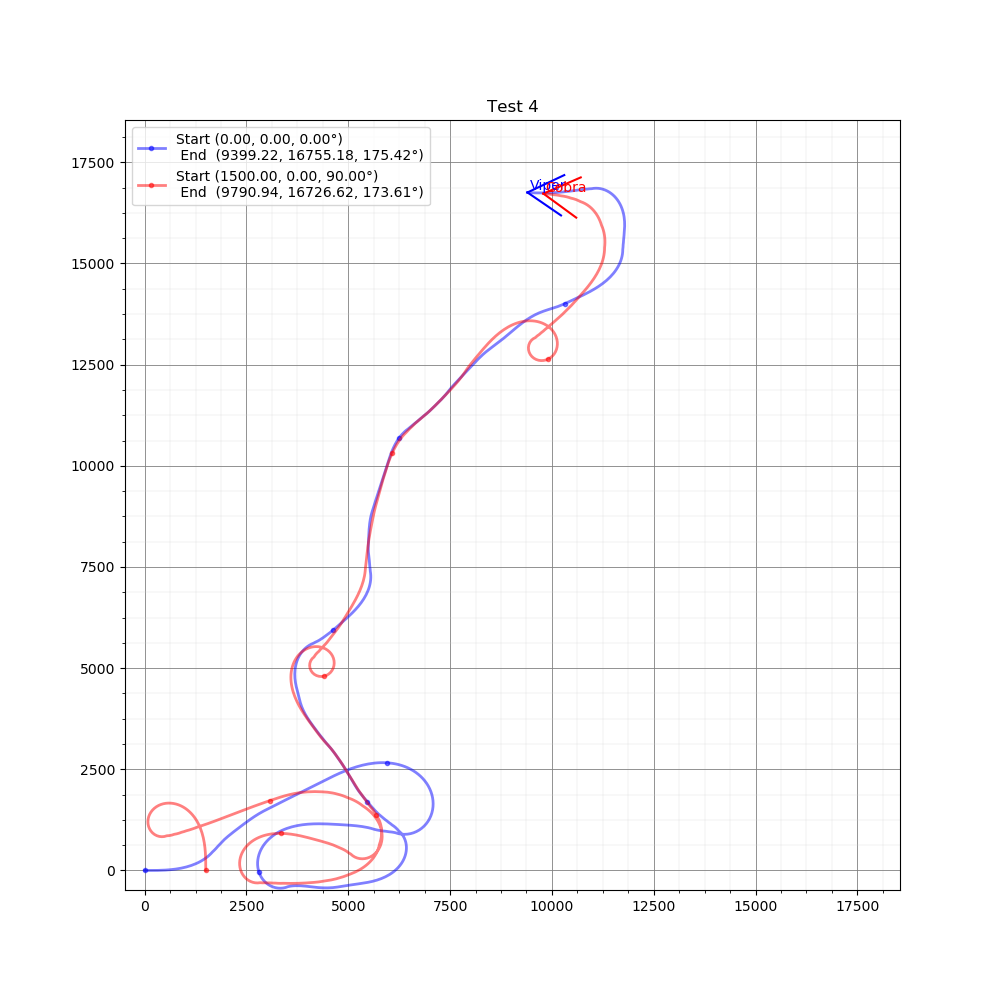 Test 4
Start (0.00, 0.00, 0.00°)
End  (9399.22, 16755.18, 175.42°)
Start (1500.00, 0.00, 90.00°)
End  (9790.94, 16726.62, 173.61°)
17500
15000
12500
10000
7500
5000
2500
0
0 2500 5000 7500 10000 12500 15000 17500